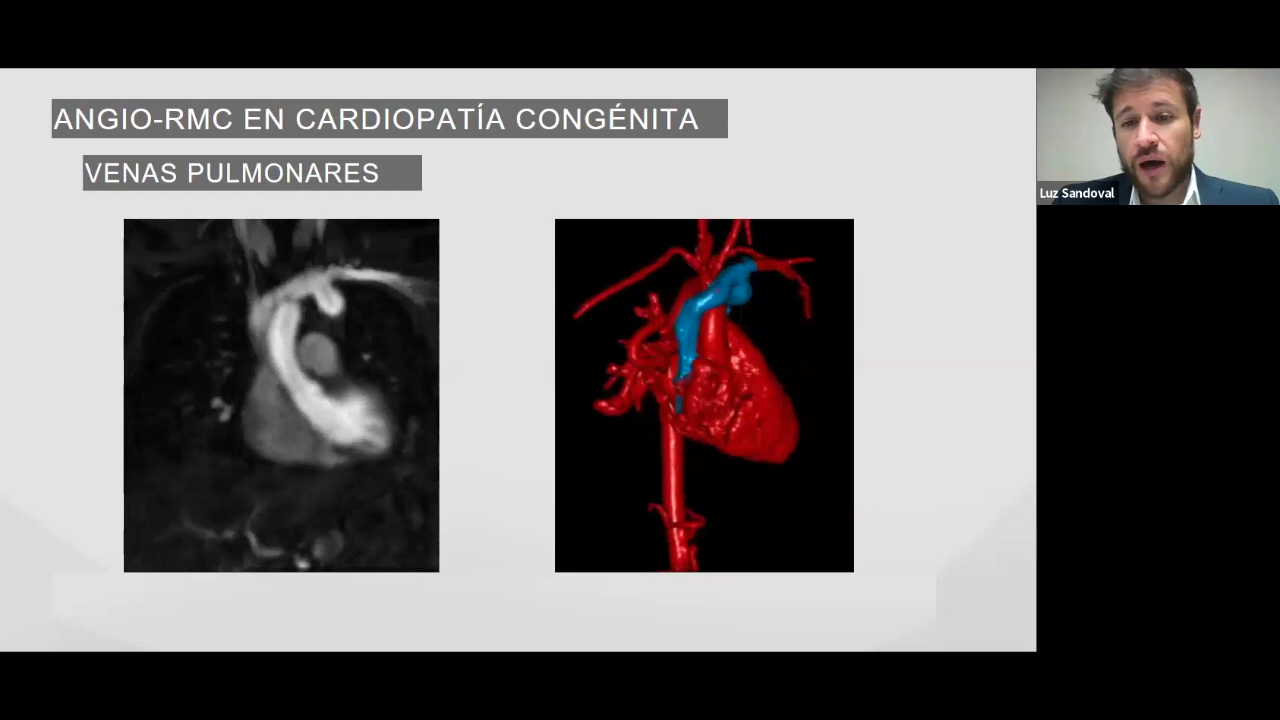 ANGIO-RMC EN CARDIOPATÍA CONGÉNITA
VENAS PULMONARES
Luz Sandoval